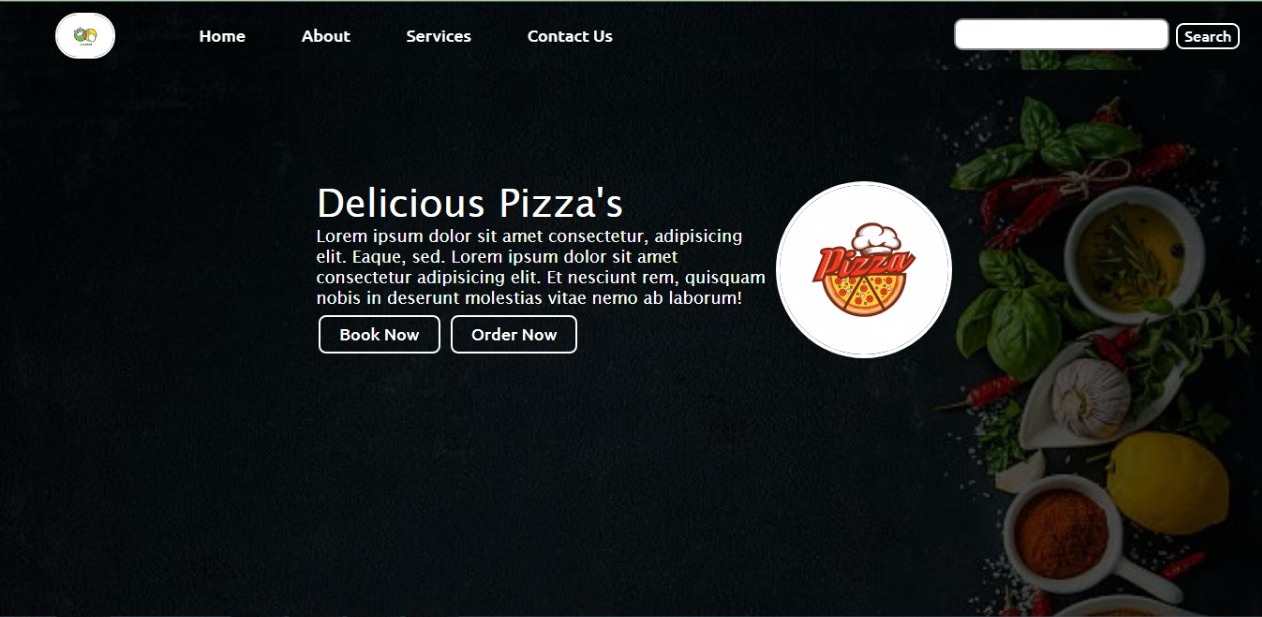 Home
About
Services
Contact Us
Search
Delicious Pizza's
Lorem ipsum dolor sit amet consectetur, adipisicing
elit. Eaque, sed. Lorem ipsum dolor sit amet
consectetur adipisicing elit. Et nesciunt rem, quisquam
nobis in deserunt molestias vitae nemo ab laborum!
Book Now
Order Now
Pizza